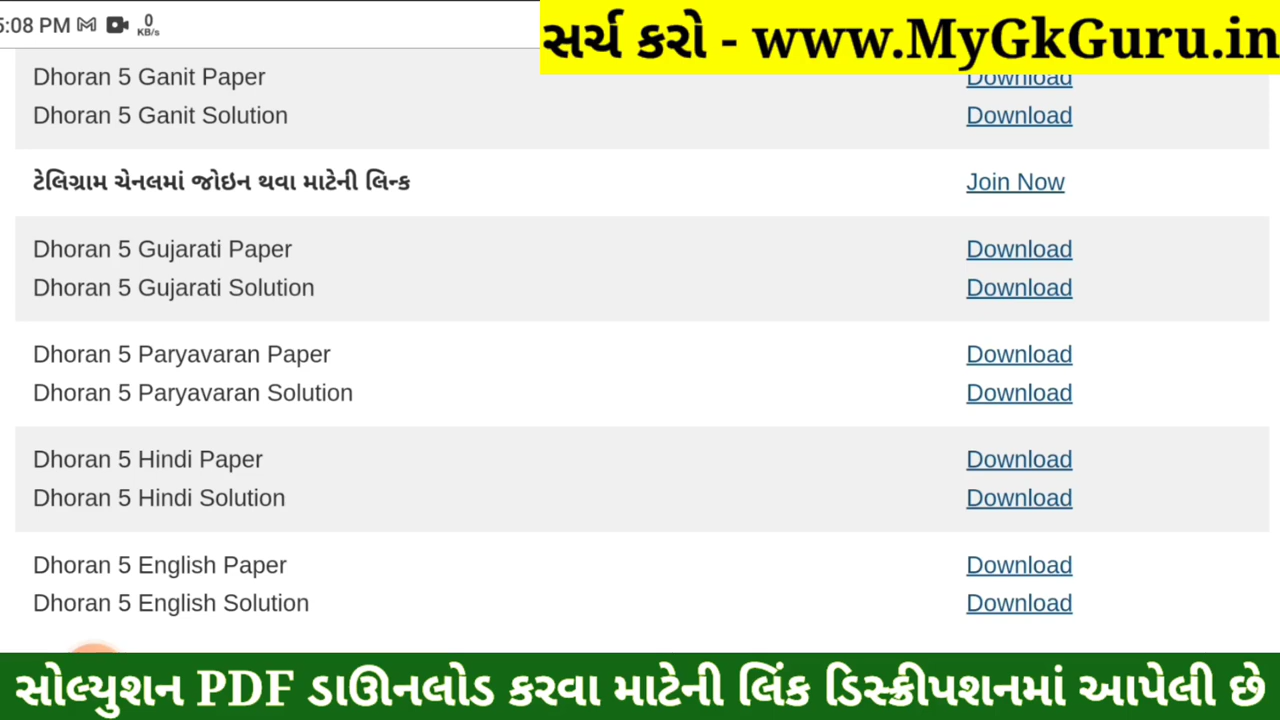 5:08 PM 0 KB/s
સર્ચ કરો - www.MyGkGuru.in
Dhoran 5 Ganit Paper Download
Dhoran 5 Ganit Solution Download
ટેલિગ્રામ ચેનલમાં જોઇન થવા માટેની લિન્ક Join Now
Dhoran 5 Gujarati Paper Download
Dhoran 5 Gujarati Solution Download
Dhoran 5 Paryavaran Paper Download
Dhoran 5 Paryavaran Solution Download
Dhoran 5 Hindi Paper Download
Dhoran 5 Hindi Solution Download
Dhoran 5 English Paper Download
Dhoran 5 English Solution Download
સોલ્યુશન PDF ડાઊનલોડ કરવા માટેની લિંક ડિસ્ક્રીપશનમાં આપેલી છે